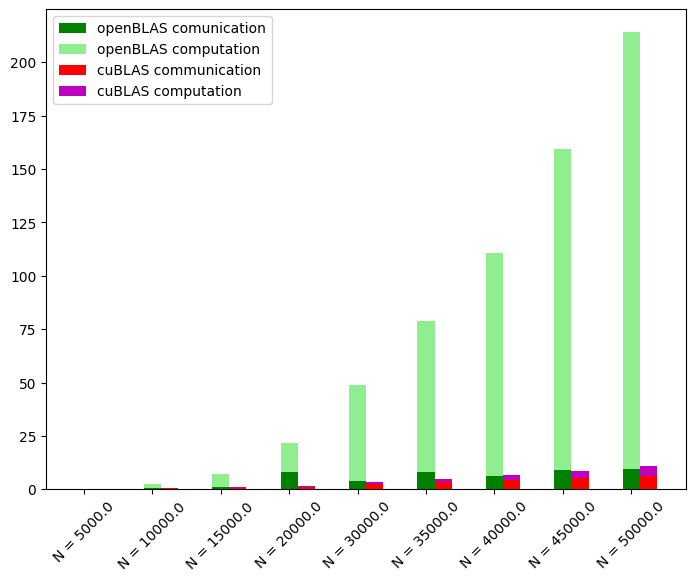 openBLAS comunication
openBLAS computation
cuBLAS communication
cuBLAS computation
200
175
150
125
100
75
50
25
0
N = 5000.0
N = 10000.0
N = 15000.0
N = 20000.0
N = 30000.0
N = 35000.0
N = 40000.0
N = 45000.0
N = 50000.0